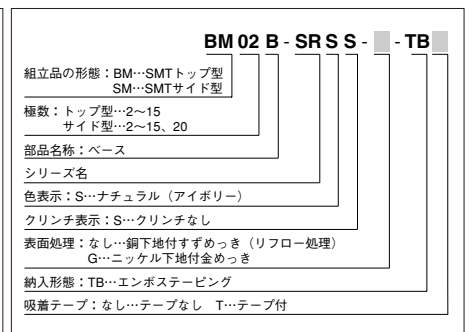 BM 02 B - SR S S - - TB
組立品の形態：BM…SMTトップ型
SM…SMTサイド型
極数：トップ型…2～15
サイド型…2～15、20
部品名称：ベース
シリーズ名
色表示：S…ナチュラル（アイボリー）
クリンチ表示：S…クリンチなし
表面処理：なし…銅下地付すずめっき（リフロー処理）
G…ニッケル下地付金めっき
納入形態：TB…エンボステーピング
吸着テープ：なし…テープなし　T…テープ付